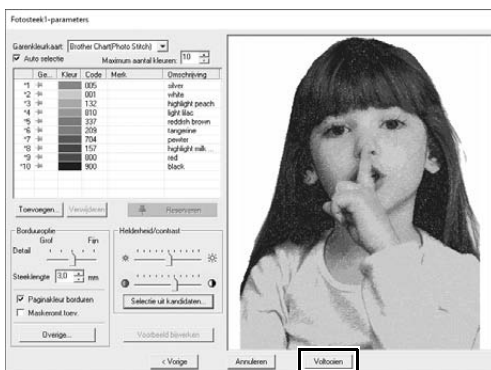 Fotosteek1-parameters
Garenkleurkaart: Brother Chart(Photo Stitch)
Auto selectie Maximum aantal kleuren: 10
Ge... Kleur Code Merk Omschrijving
*1 005 silver
*2 001 white
*3 132 highlight peach
*4 810 light lilac
*5 337 reddish brown
*6 209 tangerine
*7 704 pewter
*8 157 highlight milk ...
*9 800 red
*10 900 black
Toevoegen... Verwijderen Reserveren
Borduuroptie Helderheid/contrast
Grof Fijn
Detail
Steeklengte 3,0 mm
Paginakleur borduren Selectie uit kandidaten...
Maskeromt.toev.
Overige... Voorbeeld bijwerken
< Vorige Annuleren Voltooien